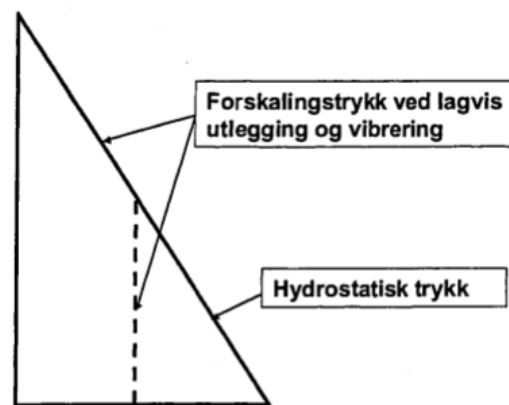 Forskalingstrykk ved lagvis
utlegging og vibrering
Hydrostatisk trykk